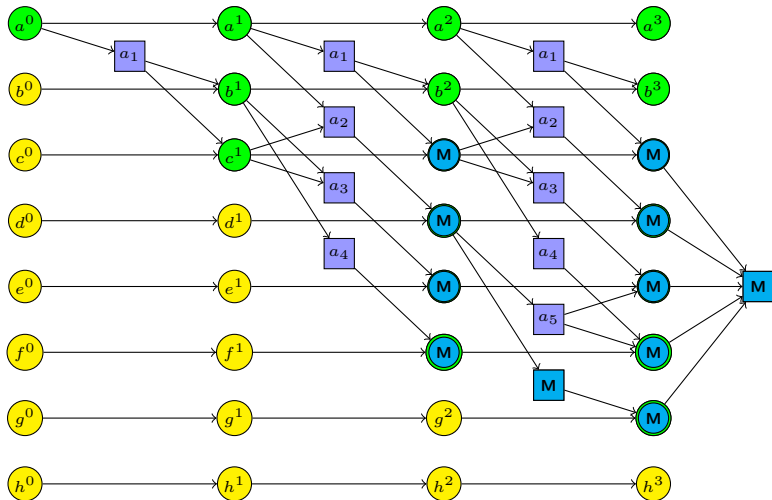 a⁰ a¹ a² a³
a₁ a₁ a₁
b⁰ b¹ b² b³
a₂ a₂
c⁰ c¹ M M
a₃ a₃
d⁰ d¹ M M
a₄ a₄
e⁰ e¹ M M M
a₅
f⁰ f¹ M M
M
g⁰ g¹ g² M
h⁰ h¹ h² h³